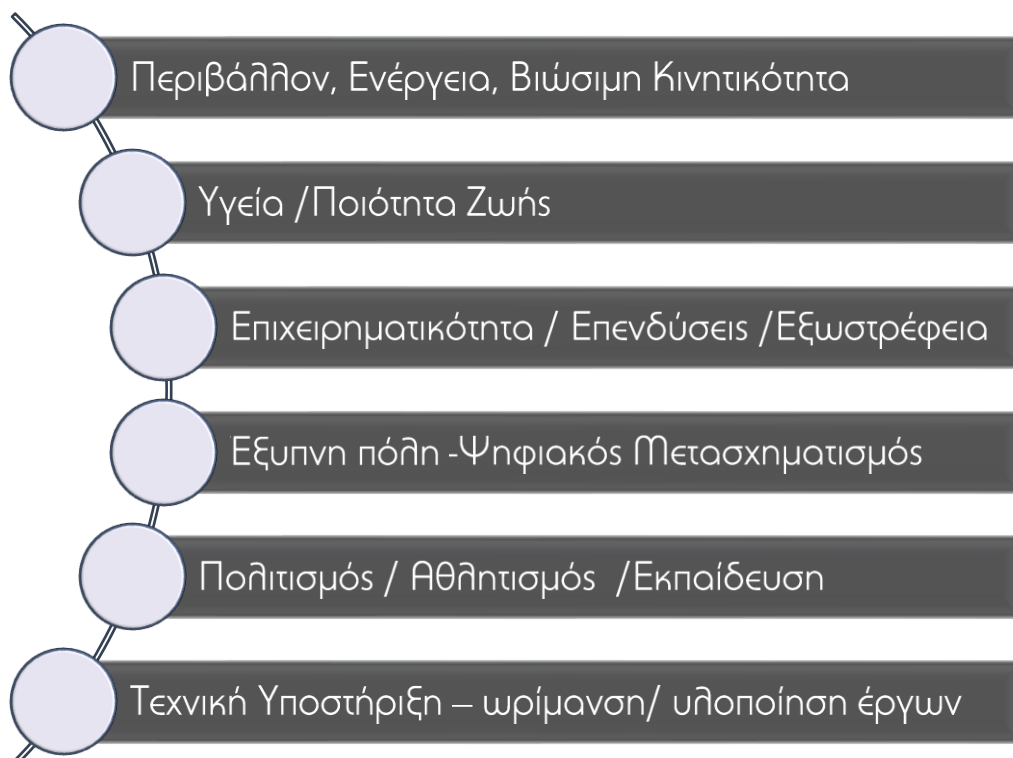 Περιβάλλον, Ενέργεια, Βιώσιμη Κινητικότητα
Υγεία /Ποιότητα Ζωής
Επιχειρηματικότητα / Επενδύσεις /Εξωστρέφεια
Έξυπνη πόλη -Ψηφιακός Μετασχηματισμός
Πολιτισμός / Αθλητισμός /Εκπαίδευση
Τεχνική Υποστήριξη – ωρίμανση/ υλοποίηση έργων